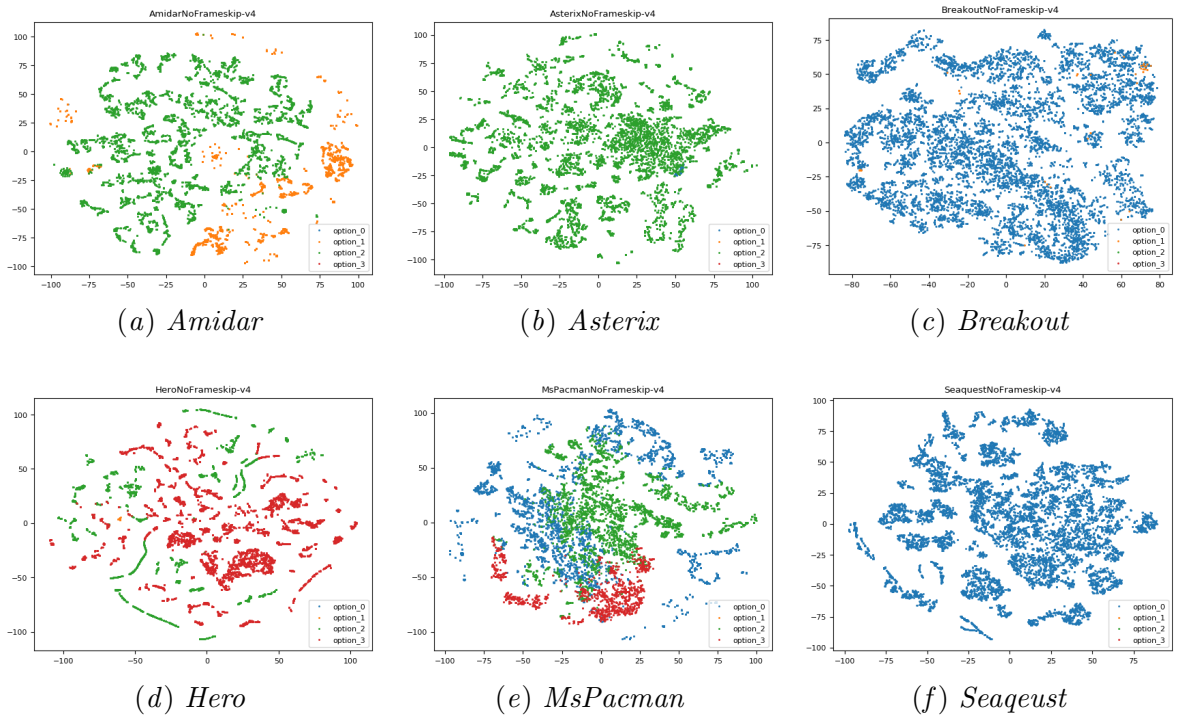 AmidarNoFrameskip-v4
100
75
50
25
0
−25
−50
−75
−100
−100 −75 −50 −25 0 25 50 75 100
option_0
option_1
option_2
option_3
(a) Amidar
AsterixNoFrameskip-v4
100
75
50
25
0
−25
−50
−75
−100
−100 −75 −50 −25 0 25 50 75 100
option_0
option_1
option_2
option_3
(b) Asterix
BreakoutNoFrameskip-v4
75
50
25
0
−25
−50
−75
−80 −60 −40 −20 0 20 40 60 80
option_0
option_1
option_2
option_3
(c) Breakout
HeroNoFrameskip-v4
100
50
0
−50
−100
−100 −50 0 50 100
option_0
option_1
option_2
option_3
(d) Hero
MsPacmanNoFrameskip-v4
100
50
0
−50
−100
−100 −75 −50 −25 0 25 50 75 100
option_0
option_1
option_2
option_3
(e) MsPacman
SeaquestNoFrameskip-v4
100
75
50
25
0
−25
−50
−75
−100
−100 −75 −50 −25 0 25 50 75
option_0
option_1
option_2
option_3
(f) Seaqeust